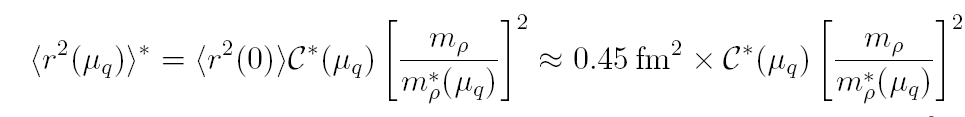 ⟨r²(μ_q)⟩* = ⟨r²(0)⟩𝒞*(μ_q) [m_ρ / m*_ρ(μ_q)]² ≈ 0.45 fm² × 𝒞*(μ_q) [m_ρ / m*_ρ(μ_q)]²